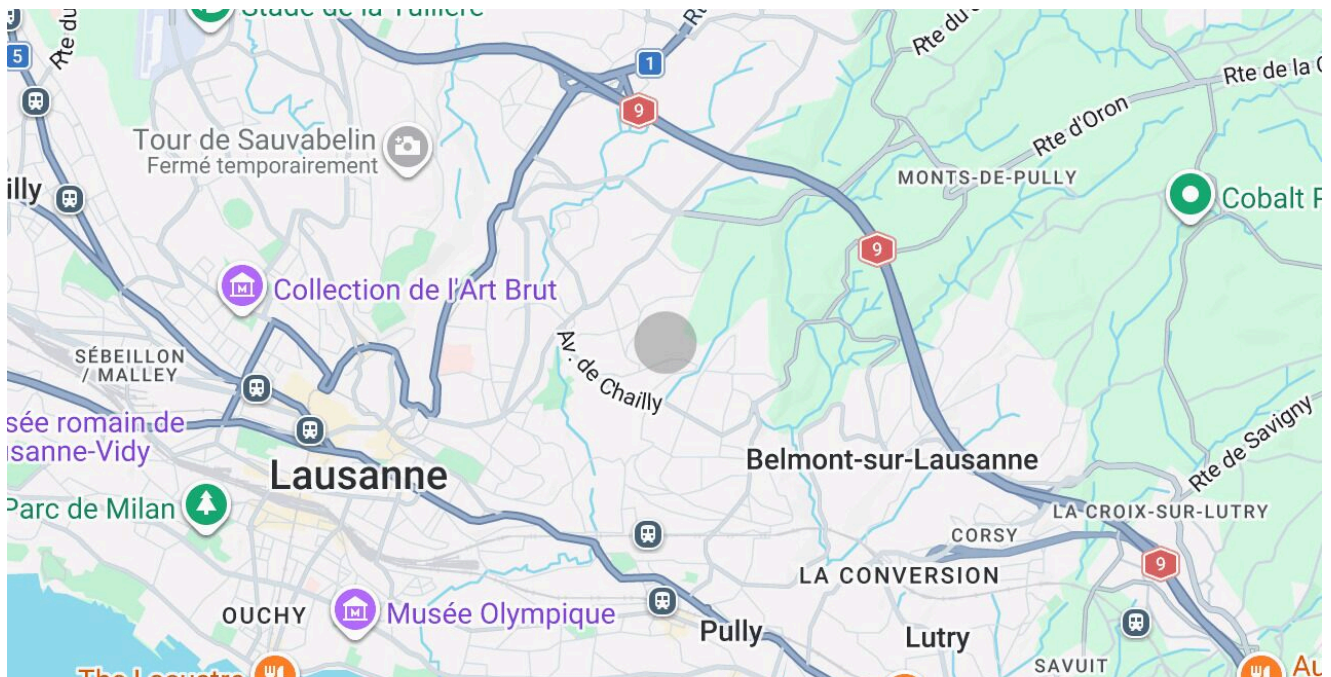 Stade de la Tuilière
Rte du
5
1
9
Rte du
Rte de la
Tour de Sauvabelin
Fermé temporairement
Rte d'Oron
MONTS-DE-PULLY
illy
Cobalt
9
Collection de l'Art Brut
M
SÉBEILLON
/ MALLEY
Av. de Chailly
sée romain de
sanne-Vidy
Lausanne
Belmont-sur-Lausanne
Rte de Savigny
Parc de Milan
LA CROIX-SUR-LUTRY
CORSY
9
LA CONVERSION
OUCHY
M
Musée Olympique
Pully
Lutry
SAVUIT
Au